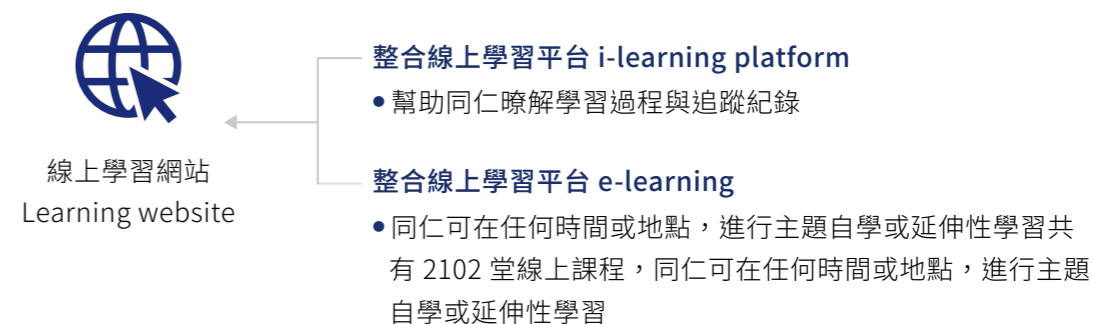 線上學習網站
Learning website
整合線上學習平台 i-learning platform
•幫助同仁瞭解學習過程與追蹤紀錄
整合線上學習平台 e-learning
•同仁可在任何時間或地點，進行主題自學或延伸性學習共
有 2102 堂線上課程，同仁可在任何時間或地點，進行主題
自學或延伸性學習